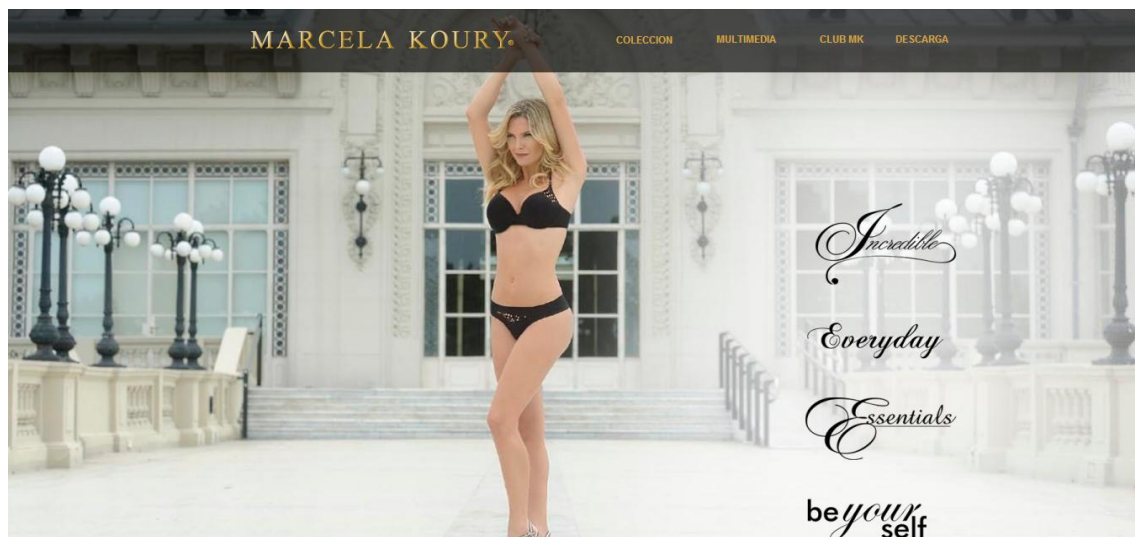 MARCELA KOURY
COLECCION
MULTIMEDIA
CLUB MK
DESCARGA
Incredible
Everyday
Essentials
be your
self